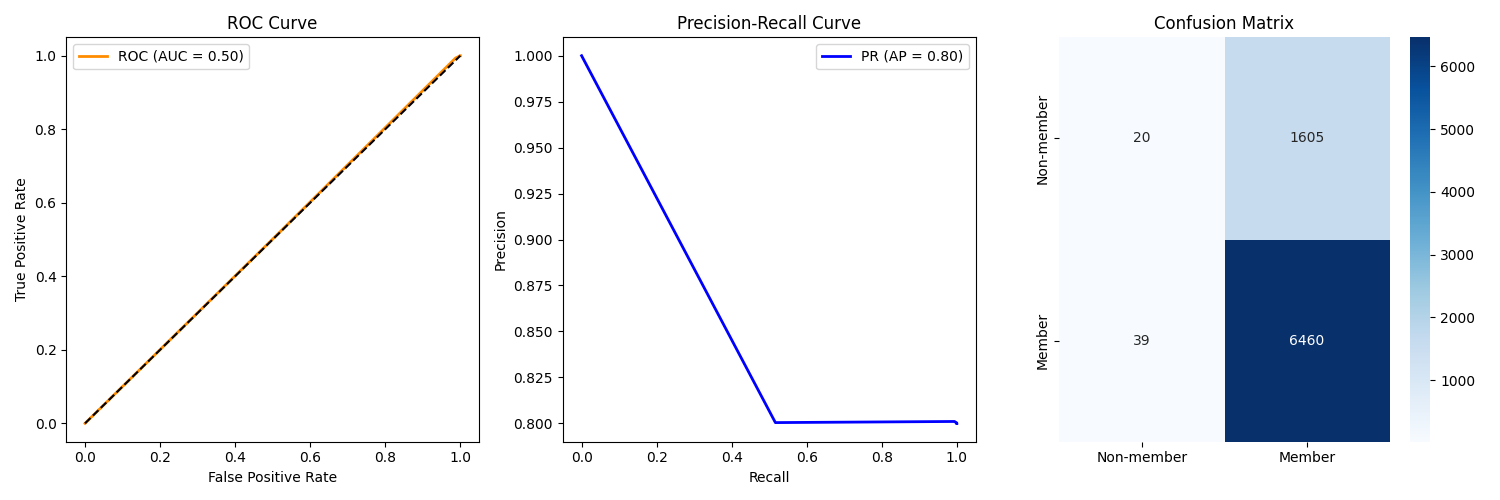 ROC Curve
ROC (AUC = 0.50)
True Positive Rate
1.0
0.8
0.6
0.4
0.2
0.0
0.0 0.2 0.4 0.6 0.8 1.0
False Positive Rate
Precision-Recall Curve
PR (AP = 0.80)
Precision
1.000
0.975
0.950
0.925
0.900
0.875
0.850
0.825
0.800
0.0 0.2 0.4 0.6 0.8 1.0
Recall
Confusion Matrix
Non-member
20 1605
Member
39 6460
Non-member Member
6000
5000
4000
3000
2000
1000